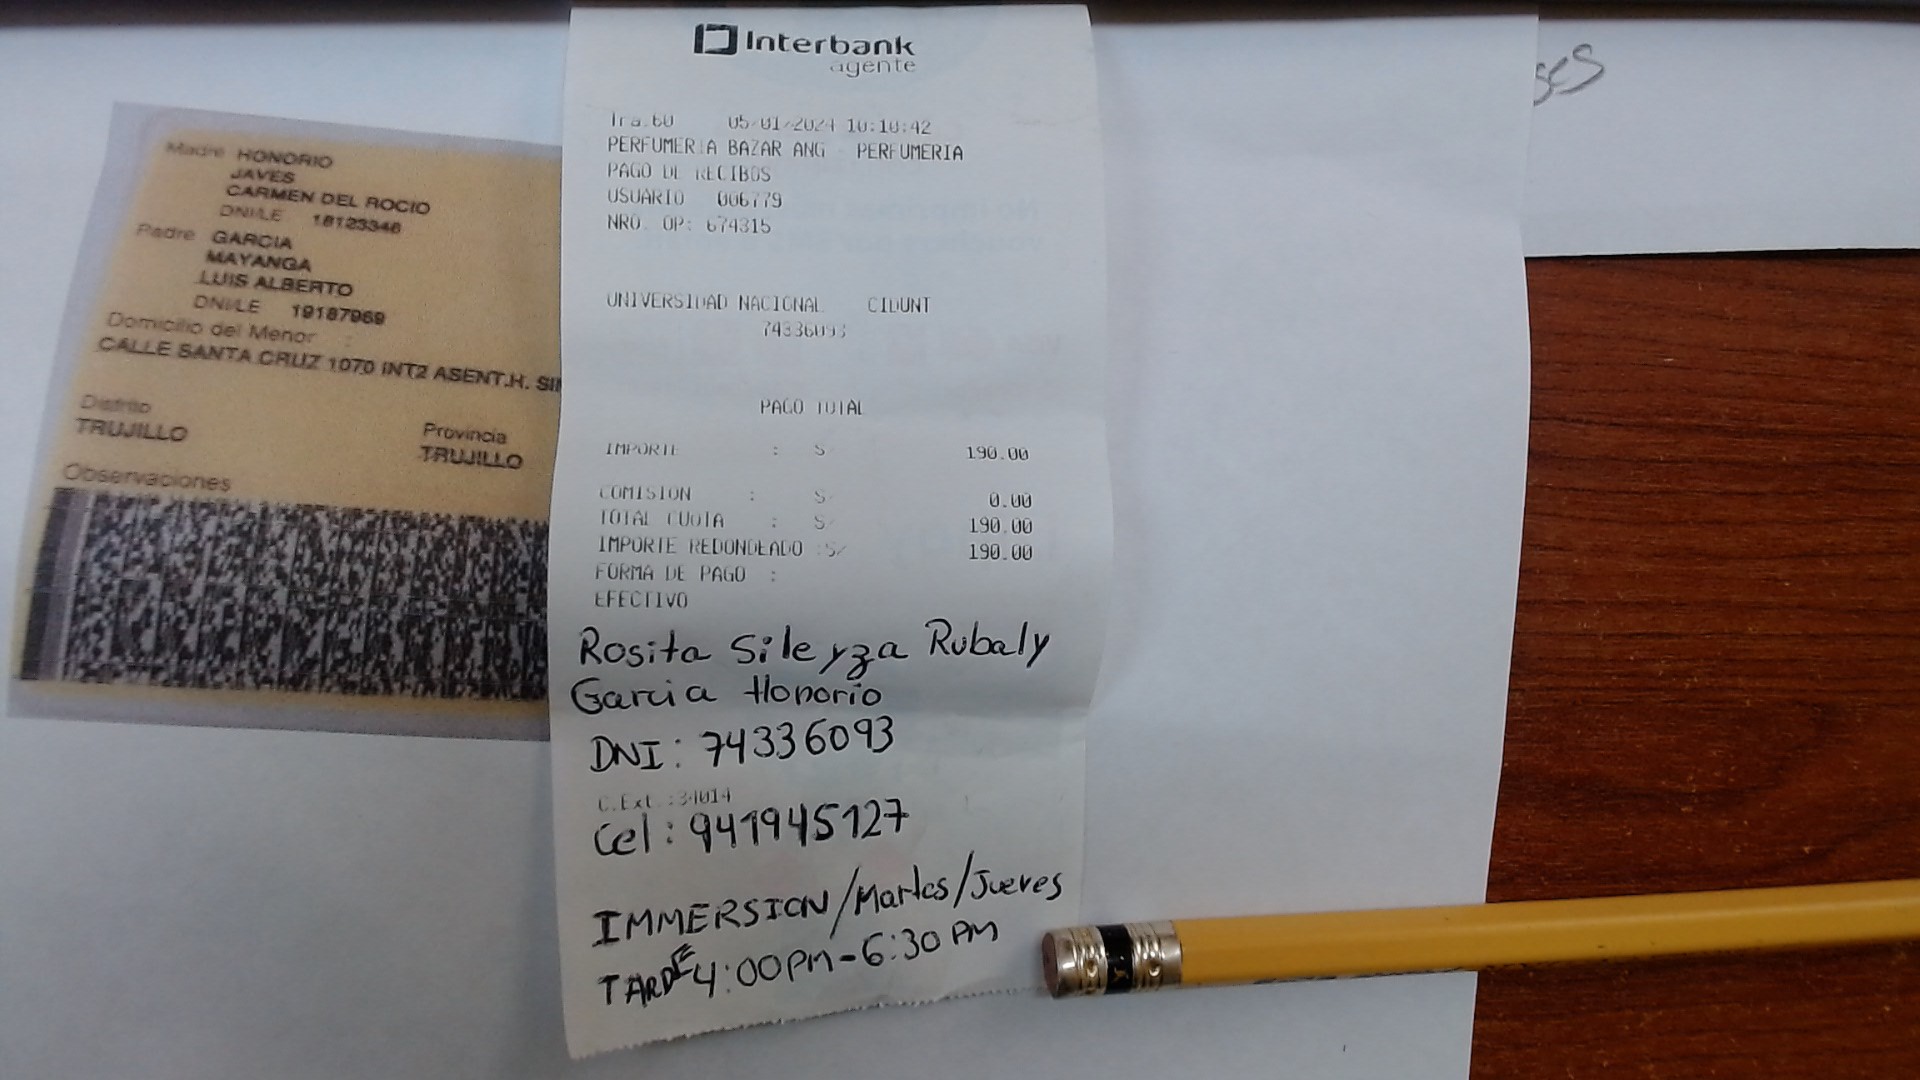 Madre HONORIO
JAVES
CARMEN DEL ROCIO
DNI/LE 18123346
Padre GARCIA
MAYANGA
LUIS ALBERTO
DNI/LE 19187969
Domicilio del Menor :
CALLE SANTA CRUZ 1070 INT2 ASENT.H.
Distrito
TRUJILLO
Provincia
TRUJILLO
Observaciones
Interbank
agente
Tra.60 05/01/2024 10:10:42
PERFUMERIA BAZAR ANG - PERFUMERIA
PAGO DE RECIBOS
USUARIO 006779
NRO. OP: 674315
UNIVERSIDAD NACIONAL CIDUNT
74336093
PAGO TOTAL
IMPORTE : S/ 190.00
COMISION : S/ 0.00
TOTAL CUOTA : S/ 190.00
IMPORTE REDONDEADO :S/ 190.00
FORMA DE PAGO :
EFECTIVO
Rosita Sileyza Rubaly
Garcia Honorio
DNI: 74336093
C.Ext.:34014
Cel: 941945127
IMMERSION/Martes/Jueves
TARDE 4:00PM-6:30 PM